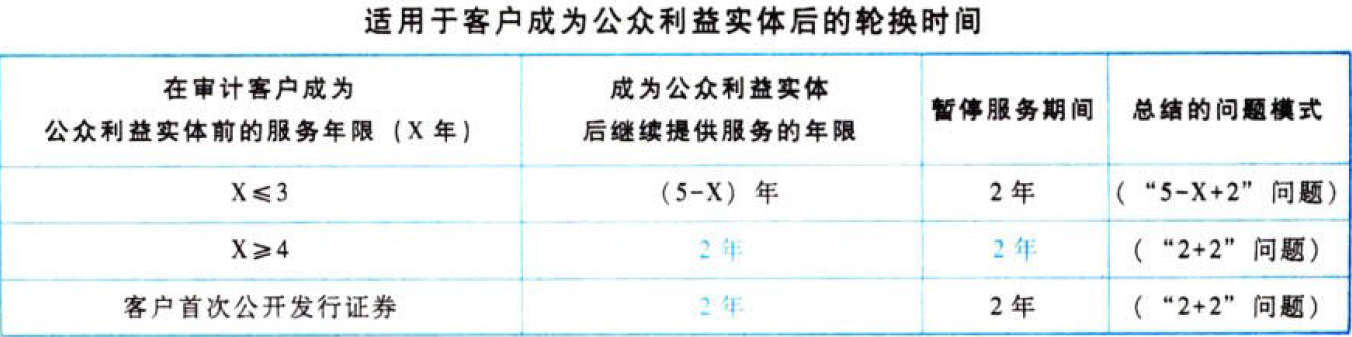 适用于客户成为公众利益实体后的轮换时间
在审计客户成为
公众利益实体前的服务年限（X 年）
成为公众利益实体
后继续提供服务的年限
暂停服务期间
总结的问题模式
X≤3
（5-X）年
2 年
（“5-X+2”问题）
X≥4
2 年
2 年
（“2+2”问题）
客户首次公开发行证券
2 年
2 年
（“2+2”问题）